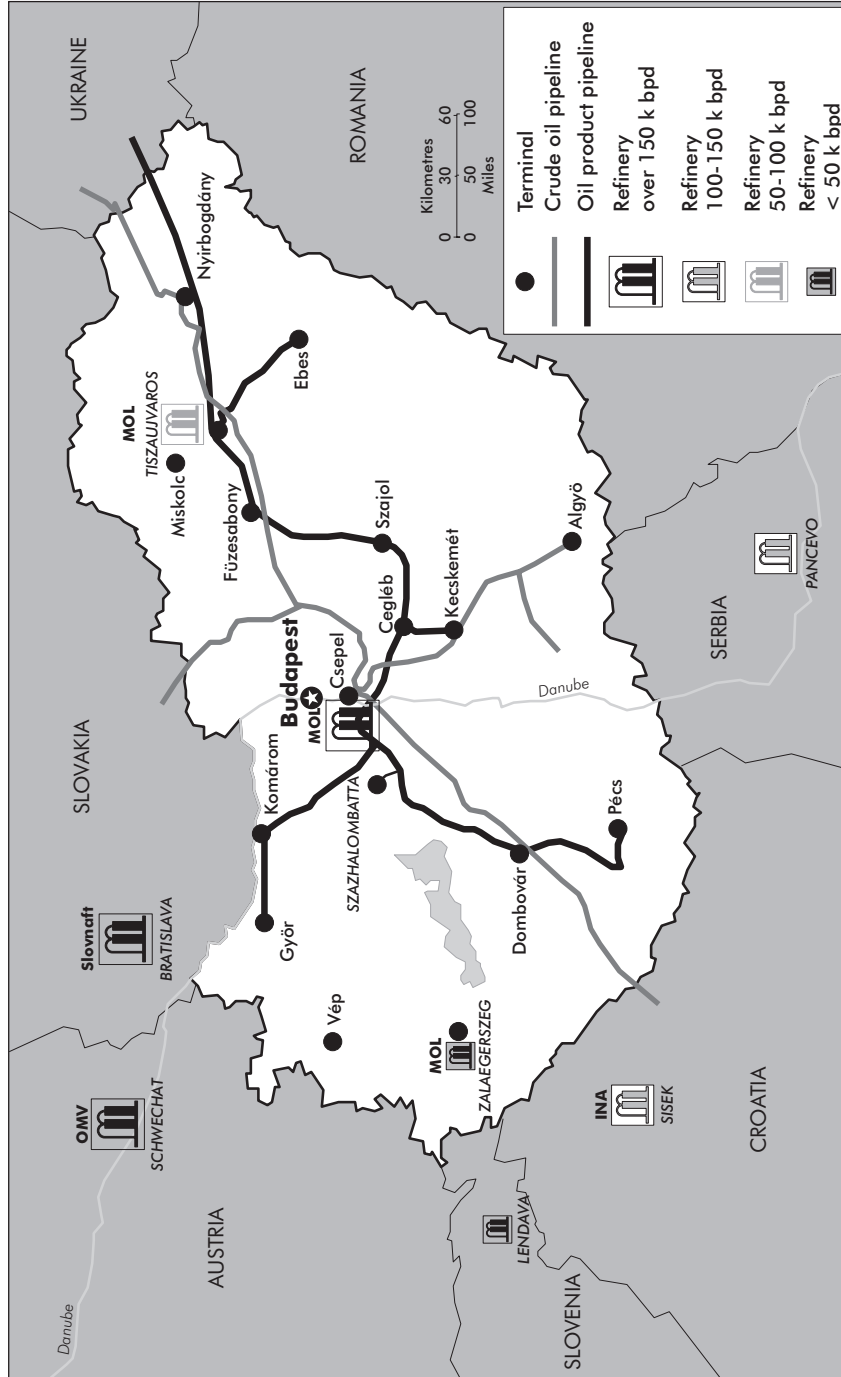 UKRAINE
SLOVAKIA
Slovnaft
BRATISLAVA
OMV
SCHWECHAT
Danube
AUSTRIA
Nyirbogdány
MOL
TISZAUJVAROS
Miskolc
Füzesabony
Ebes
ROMANIA
Komárom
Györ
Budapest
MOL
Csepel
SZAZHALOMBATTA
Cegléb
Szajol
Kecskemét
Algyö
Vép
MOL
ZALAEGERSZEG
Dombovár
Pécs
Danube
LENDAVA
SLOVENIA
INA
SISEK
CROATIA
SERBIA
PANCEVO
Kilometres
0 30 60
0 50 100
Miles
Terminal
Crude oil pipeline
Oil product pipeline
Refinery
over 150 k bpd
Refinery
100-150 k bpd
Refinery
50-100 k bpd
Refinery
< 50 k bpd